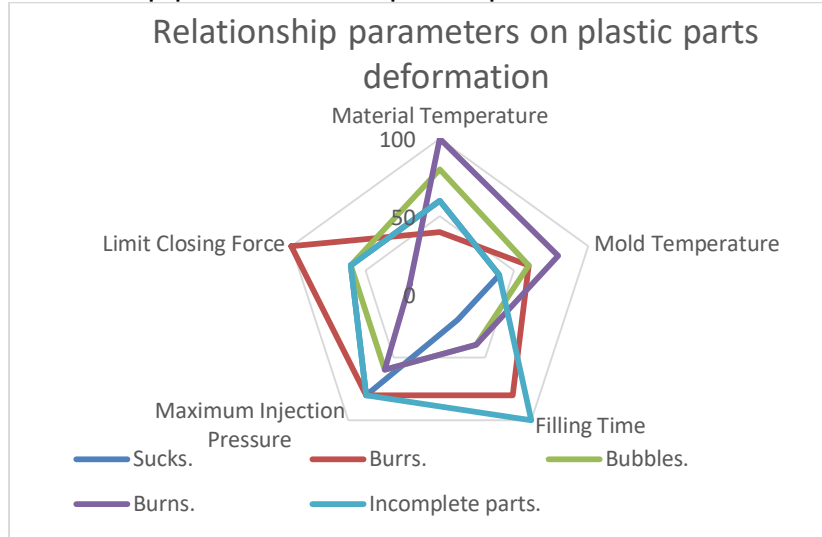 Relationship parameters on plastic parts
deformation
Material Temperature
100
50
0
Limit Closing Force
Mold Temperature
Maximum Injection
Pressure
Filling Time
Sucks.
Burrs.
Bubbles.
Burns.
Incomplete parts.